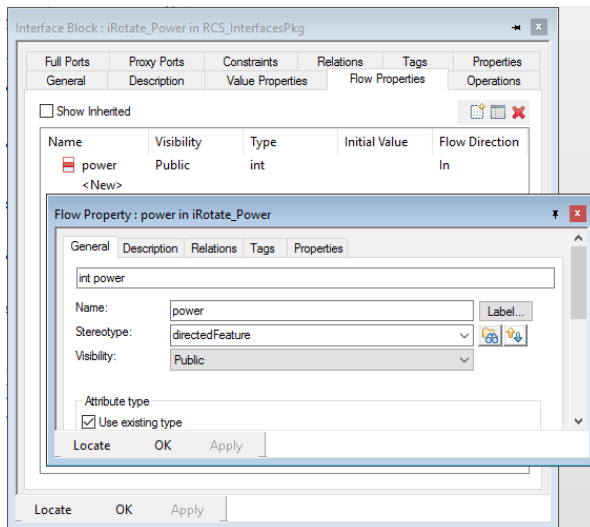 Interface Block : iRotate_Power in RCS_InterfacesPkg
Full Ports Proxy Ports Constraints Relations Tags Properties
General Description Value Properties Flow Properties Operations
Show Inherited
Name Visibility Type Initial Value Flow Direction
power Public int In
<New>
Flow Property : power in iRotate_Power
General Description Relations Tags Properties
int power
Name: power Label...
Stereotype: directedFeature
Visibility: Public
Attribute type
Use existing type
Locate OK Apply
Locate OK Apply